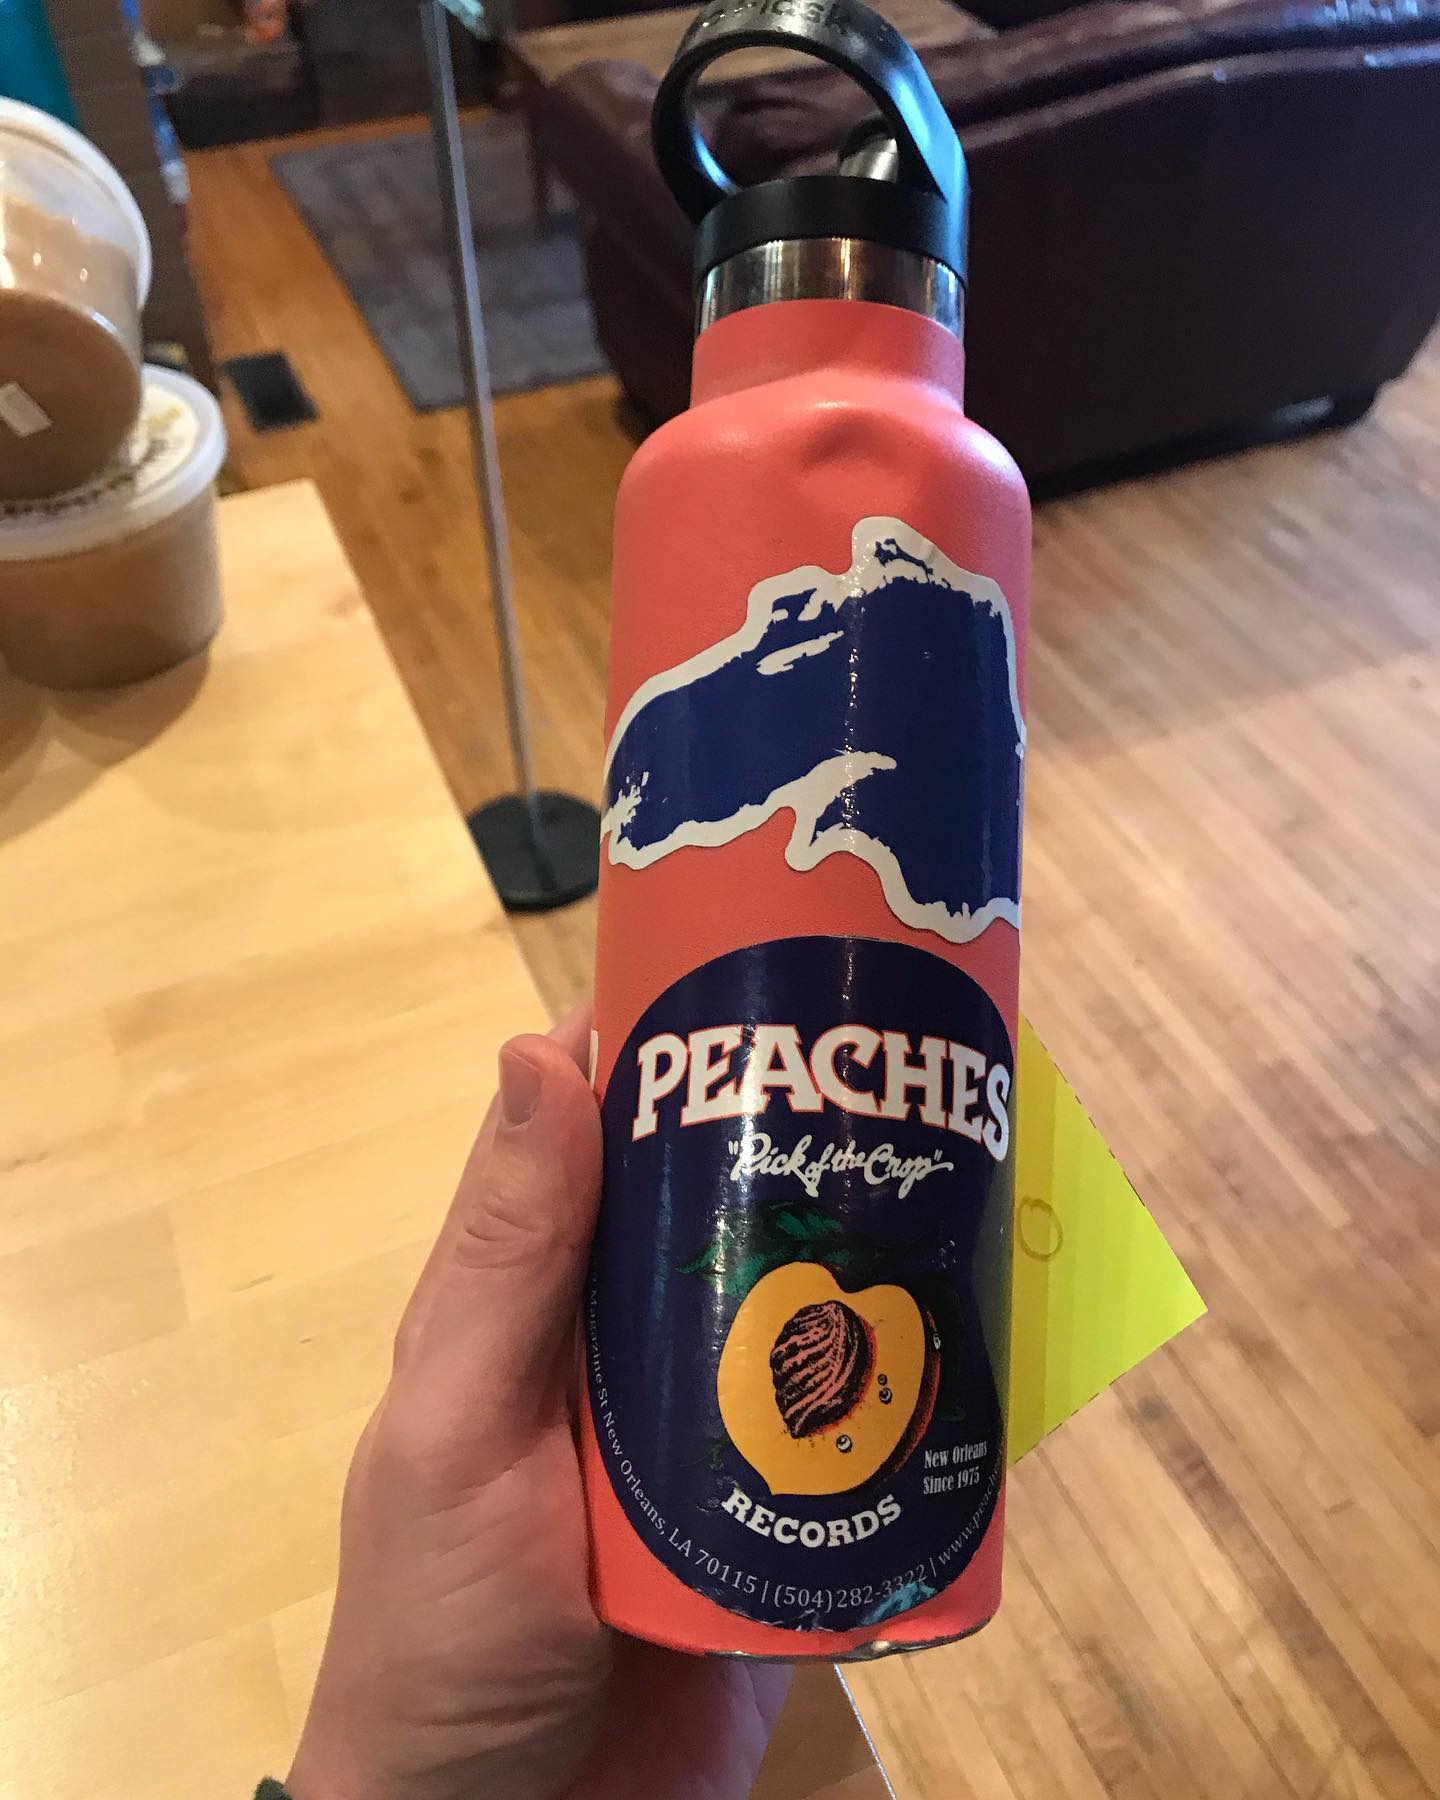 PEACHES
"Pick of the Crop"
New Orleans
Since 1975
RECORDS
Magazine St New Orleans, LA 70115 | (504)282-3322 | www.peaches